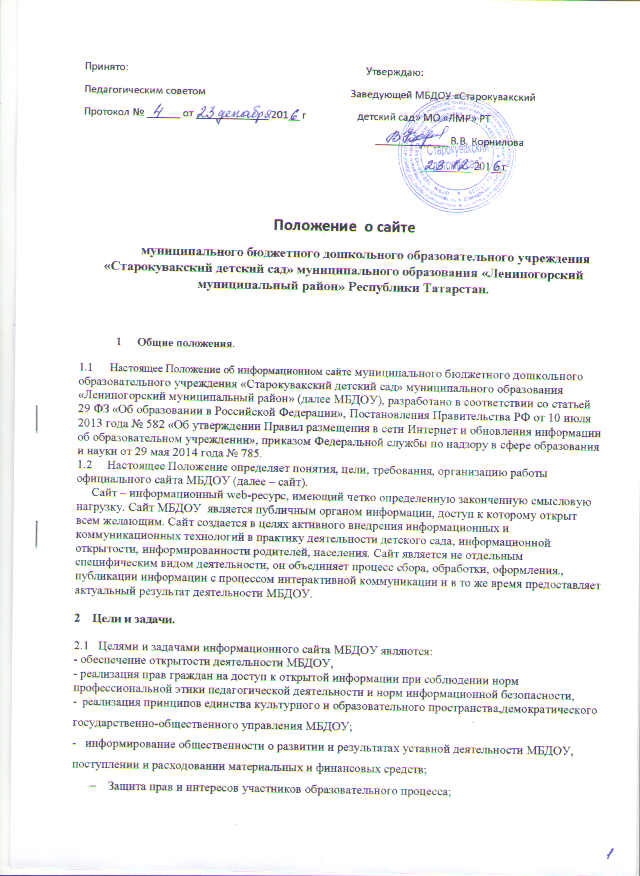 Принято:
Утверждаю:
Педагогическим советом
Заведующей МБДОУ «Старокувакский
Протокол № 4 от 23 декабря 2016 г
детский сад» МО «ЛМР» РТ
В.В. Корнилова
Старокувакский
детский сад
23 12 2016 г
Положение о сайте
муниципального бюджетного дошкольного образовательного учреждения
«Старокувакский детский сад» муниципального образования «Лениногорский
муниципальный район» Республики Татарстан.
1 Общие положения.
1.1 Настоящее Положение об информационном сайте муниципального бюджетного дошкольного
образовательного учреждения «Старокувакский детский сад» муниципального образования
«Лениногорский муниципальный район» (далее МБДОУ), разработано в соответствии со статьей
29 ФЗ «Об образовании в Российской Федерации», Постановления Правительства РФ от 10 июля
2013 года № 582 «Об утверждении Правил размещения в сети Интернет и обновления информации
об образовательном учреждении», приказом Федеральной службы по надзору в сфере образования
и науки от 29 мая 2014 года № 785.
1.2 Настоящее Положение определяет понятия, цели, требования, организацию работы
официального сайта МБДОУ (далее – сайт).
Сайт – информационный web-ресурс, имеющий четко определенную законченную смысловую
нагрузку. Сайт МБДОУ является публичным органом информации, доступ к которому открыт
всем желающим. Сайт создается в целях активного внедрения информационных и
коммуникационных технологий в практику деятельности детского сада, информационной
открытости, информированности родителей, населения. Сайт является не отдельным
специфическим видом деятельности, он объединяет процесс сбора, обработки, оформления.,
публикации информации с процессом интерактивной коммуникации и в то же время предоставляет
актуальный результат деятельности МБДОУ.
2 Цели и задачи.
2.1 Целями и задачами информационного сайта МБДОУ являются:
- обеспечение открытости деятельности МБДОУ,
- реализация прав граждан на доступ к открытой информации при соблюдении норм
профессиональной этики педагогической деятельности и норм информационной безопасности,
- реализация принципов единства культурного и образовательного пространства,демократического
государственно-общественного управления МБДОУ;
- информирование общественности о развитии и результатах уставной деятельности МБДОУ,
поступлении и расходовании материальных и финансовых средств;
– Защита прав и интересов участников образовательного процесса;
1